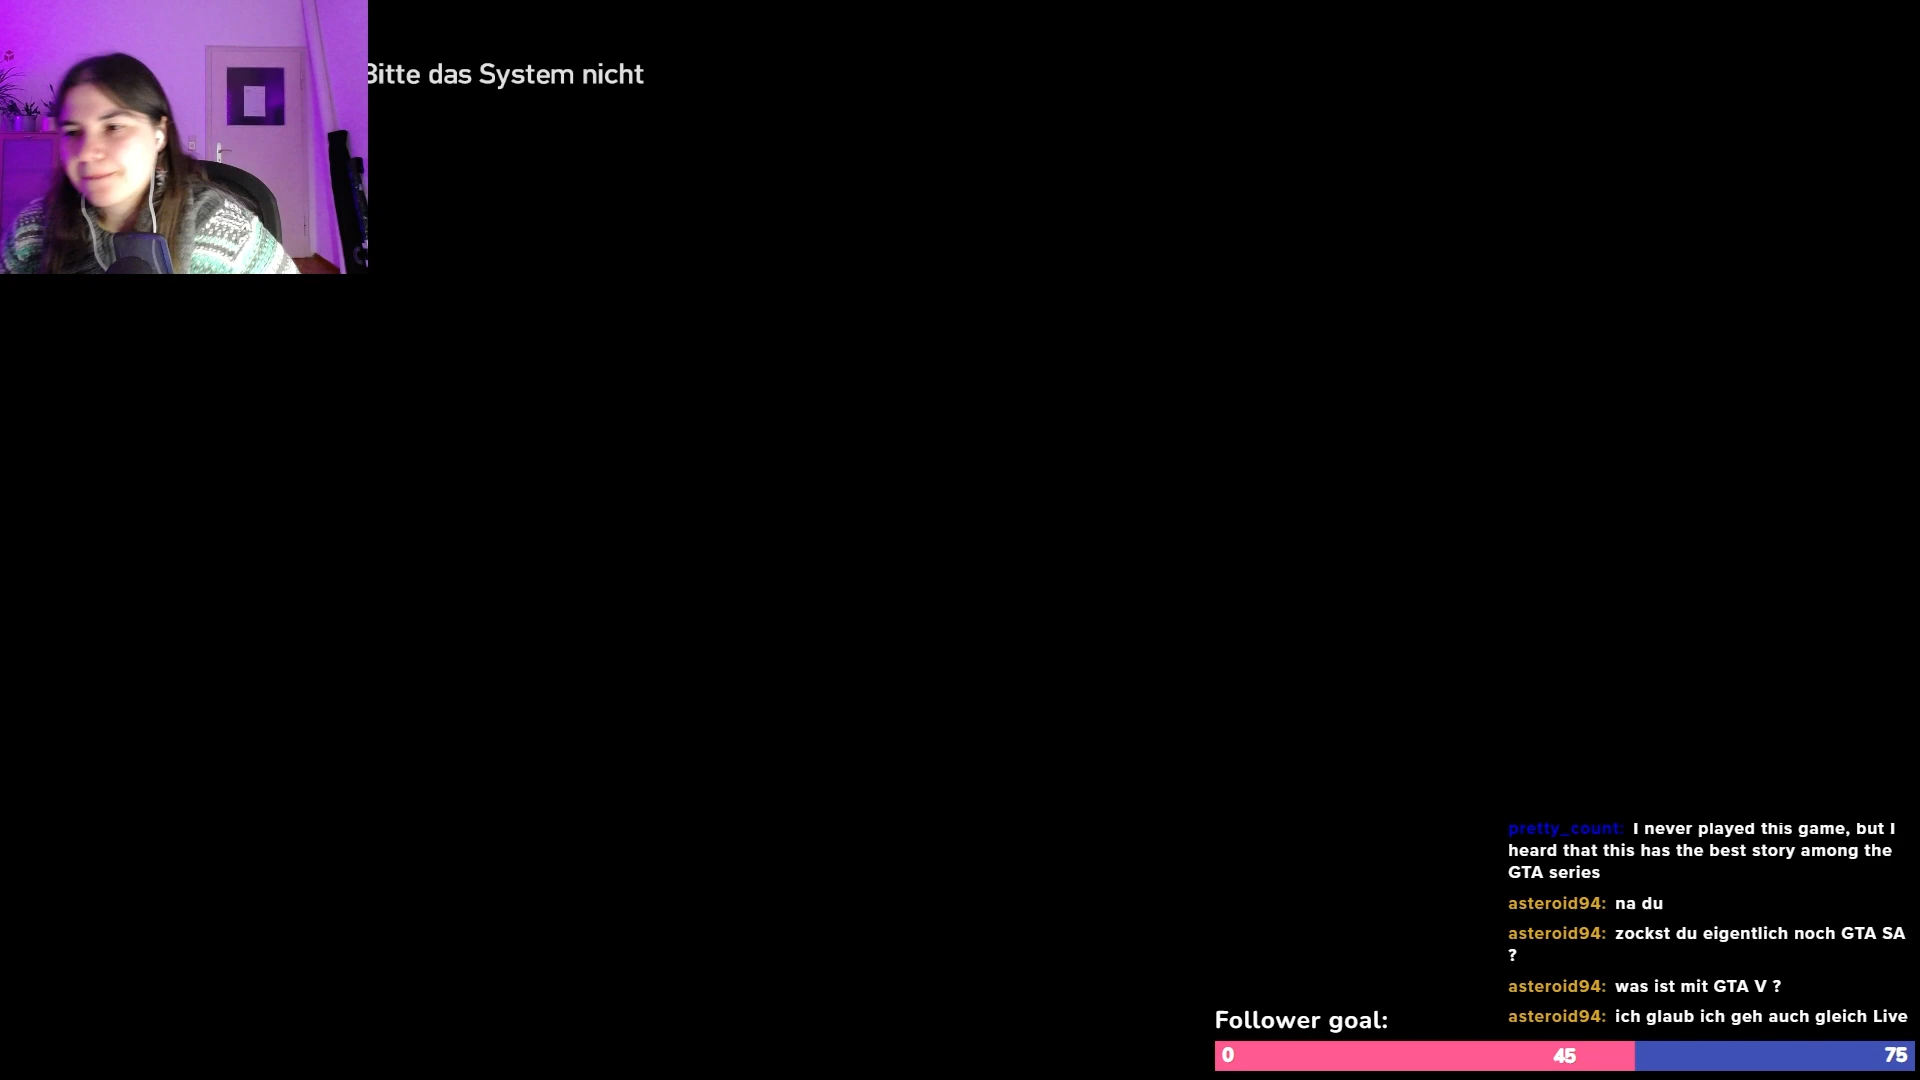 Bitte das System nicht
pretty_count: I never played this game, but I
heard that this has the best story among the
GTA series
asteroid94: na du
asteroid94: zockst du eigentlich noch GTA SA
?
asteroid94: was ist mit GTA V ?
asteroid94: ich glaub ich geh auch gleich Live
Follower goal:
0 45 75